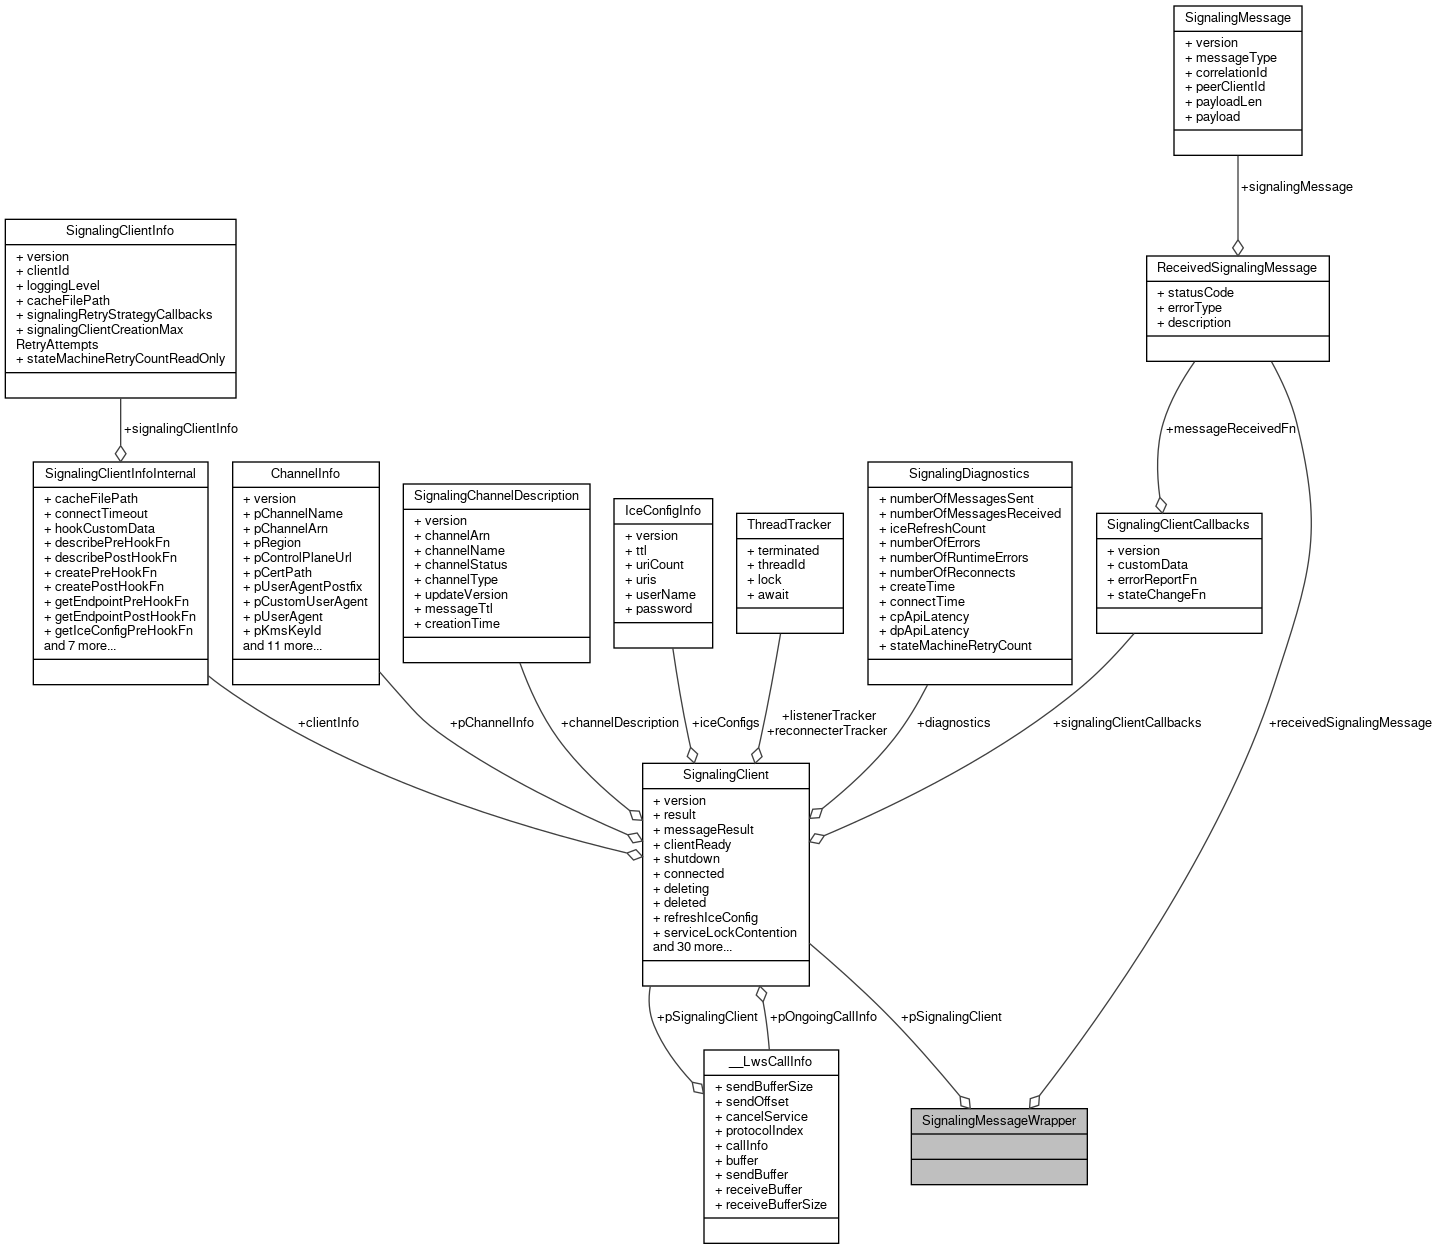 SignalingMessage
+ version
+ messageType
+ correlationId
+ peerClientId
+ payloadLen
+ payload
+signalingMessage
SignalingClientInfo
+ version
+ clientId
+ loggingLevel
+ cacheFilePath
+ signalingRetryStrategyCallbacks
+ signalingClientCreationMax
RetryAttempts
+ stateMachineRetryCountReadOnly
ReceivedSignalingMessage
+ statusCode
+ errorType
+ description
+signalingClientInfo
+messageReceivedFn
SignalingClientInfoInternal
+ cacheFilePath
+ connectTimeout
+ hookCustomData
+ describePreHookFn
+ describePostHookFn
+ createPreHookFn
+ createPostHookFn
+ getEndpointPreHookFn
+ getEndpointPostHookFn
+ getIceConfigPreHookFn
and 7 more...
ChannelInfo
+ version
+ pChannelName
+ pChannelArn
+ pRegion
+ pControlPlaneUrl
+ pCertPath
+ pUserAgentPostfix
+ pCustomUserAgent
+ pUserAgent
+ pKmsKeyId
and 11 more...
SignalingChannelDescription
+ version
+ channelArn
+ channelName
+ channelStatus
+ channelType
+ updateVersion
+ messageTtl
+ creationTime
IceConfigInfo
+ version
+ ttl
+ uriCount
+ uris
+ userName
+ password
ThreadTracker
+ terminated
+ threadId
+ lock
+ await
SignalingDiagnostics
+ numberOfMessagesSent
+ numberOfMessagesReceived
+ iceRefreshCount
+ numberOfErrors
+ numberOfRuntimeErrors
+ numberOfReconnects
+ createTime
+ connectTime
+ cpApiLatency
+ dpApiLatency
+ stateMachineRetryCount
SignalingClientCallbacks
+ version
+ customData
+ errorReportFn
+ stateChangeFn
+clientInfo
+pChannelInfo
+channelDescription
+iceConfigs
+listenerTracker
+reconnecterTracker
+diagnostics
+signalingClientCallbacks
+receivedSignalingMessage
SignalingClient
+ version
+ result
+ messageResult
+ clientReady
+ shutdown
+ connected
+ deleting
+ deleted
+ refreshIceConfig
+ serviceLockContention
and 30 more...
+pSignalingClient
+pOngoingCallInfo
+pSignalingClient
__LwsCallInfo
+ sendBufferSize
+ sendOffset
+ cancelService
+ protocolIndex
+ callInfo
+ buffer
+ sendBuffer
+ receiveBuffer
+ receiveBufferSize
SignalingMessageWrapper